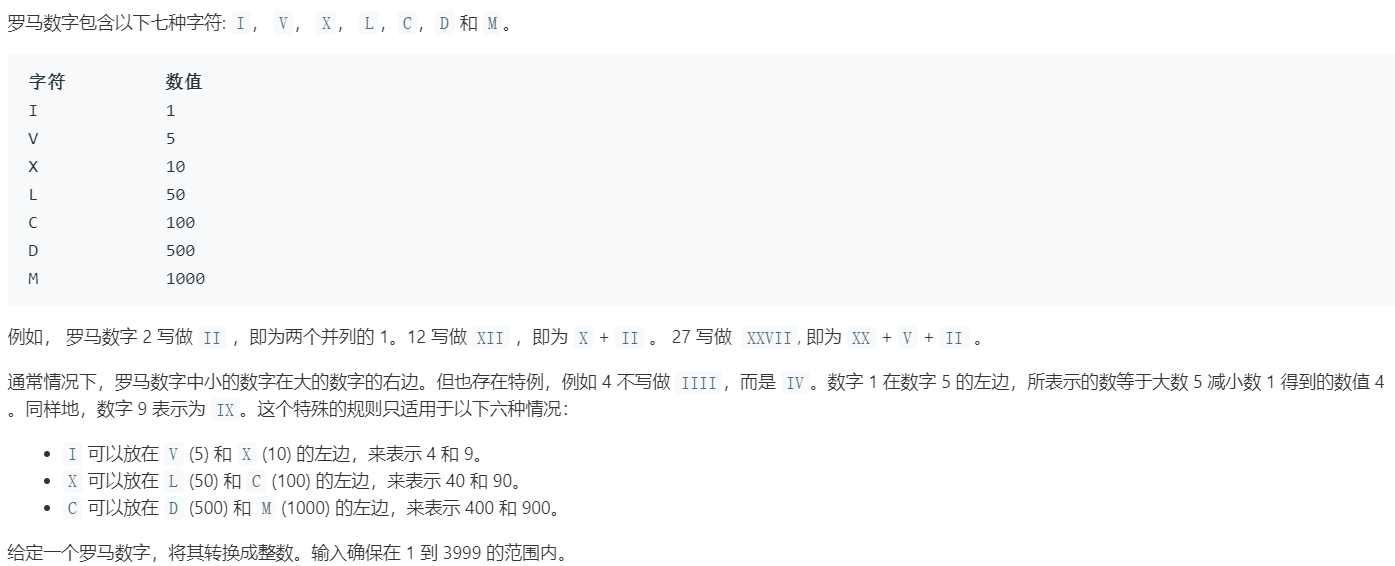 罗马数字包含以下七种字符: I， V， X， L，C，D 和 M。
字符 数值
I 1
V 5
X 10
L 50
C 100
D 500
M 1000
例如， 罗马数字 2 写做 II ，即为两个并列的 1。12 写做 XII ，即为 X + II 。 27 写做 XXVII, 即为 XX + V + II 。
通常情况下，罗马数字中小的数字在大的数字的右边。但也存在特例，例如 4 不写做 IIII，而是 IV。数字 1 在数字 5 的左边，所表示的数等于大数 5 减小数 1 得到的数值 4
。同样地，数字 9 表示为 IX。这个特殊的规则只适用于以下六种情况：
• I 可以放在 V (5) 和 X (10) 的左边，来表示 4 和 9。
• X 可以放在 L (50) 和 C (100) 的左边，来表示 40 和 90。
• C 可以放在 D (500) 和 M (1000) 的左边，来表示 400 和 900。
给定一个罗马数字，将其转换成整数。输入确保在 1 到 3999 的范围内。